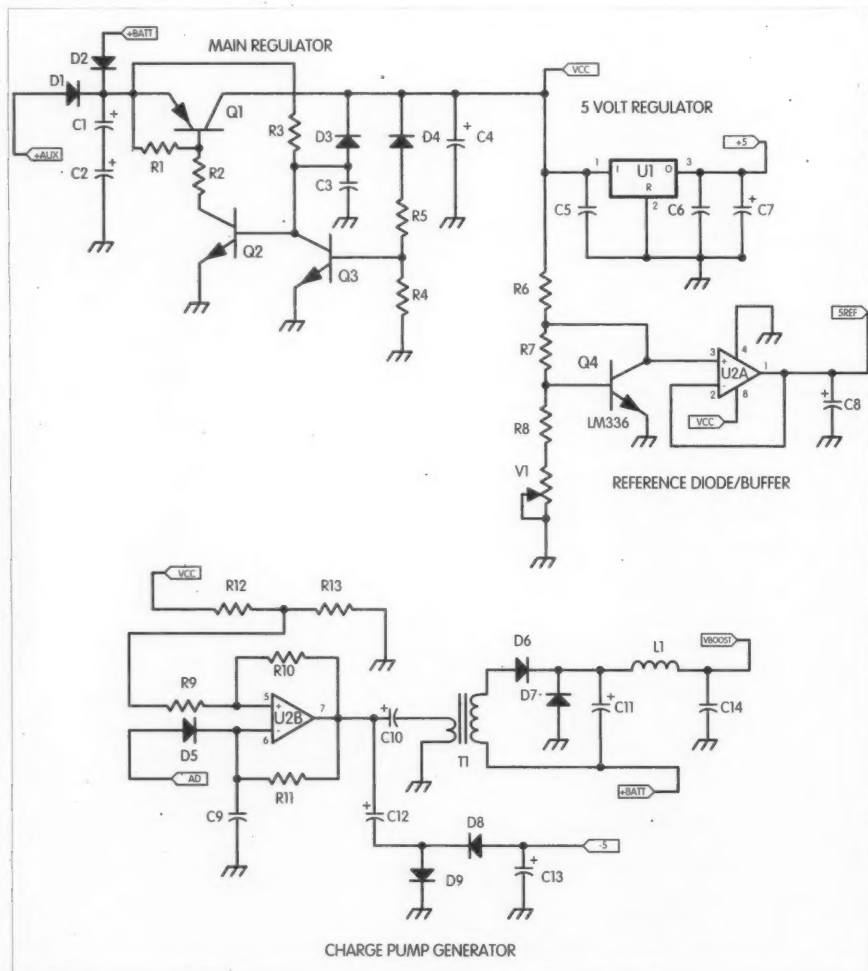 +BATT
MAIN REGULATOR
D2
D1
+AUX
C1 +
C2 +
R1
Q1
R2
R3
Q2
Q3
D3
C3
D4
R5
R4
+ C4
VCC
5 VOLT REGULATOR
+5
1 I U1 O 3
R
2
C5
C6
+ C7
R6
R7
R8
V1
Q4
LM336
5REF
3 + 4
U2A 1
2 - 8
VCC
+ C8
REFERENCE DIODE/BUFFER
VCC
R12
R13
R10
R9
5 +
U2B 7
6 -
D5
AD
R11
C9
+ C10
T1
D6
D7
+ C11
L1
VBOOST
C14
+BATT
+ C12
D8
D9
+ C13
-5
CHARGE PUMP GENERATOR